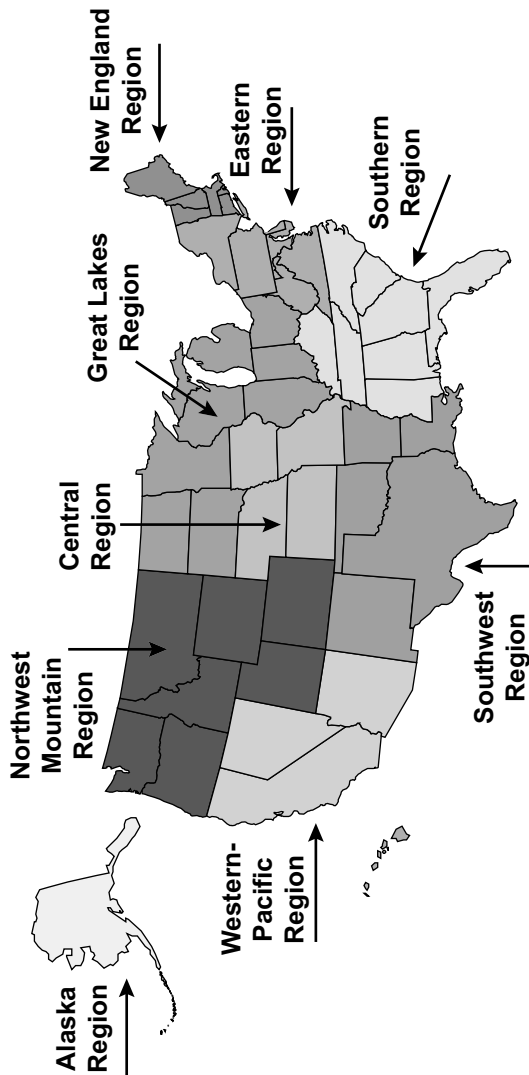 Alaska
Region
Northwest
Mountain
Region
Western-
Pacific
Region
Central
Region
Southwest
Region
Great Lakes
Region
New England
Region
Eastern
Region
Southern
Region